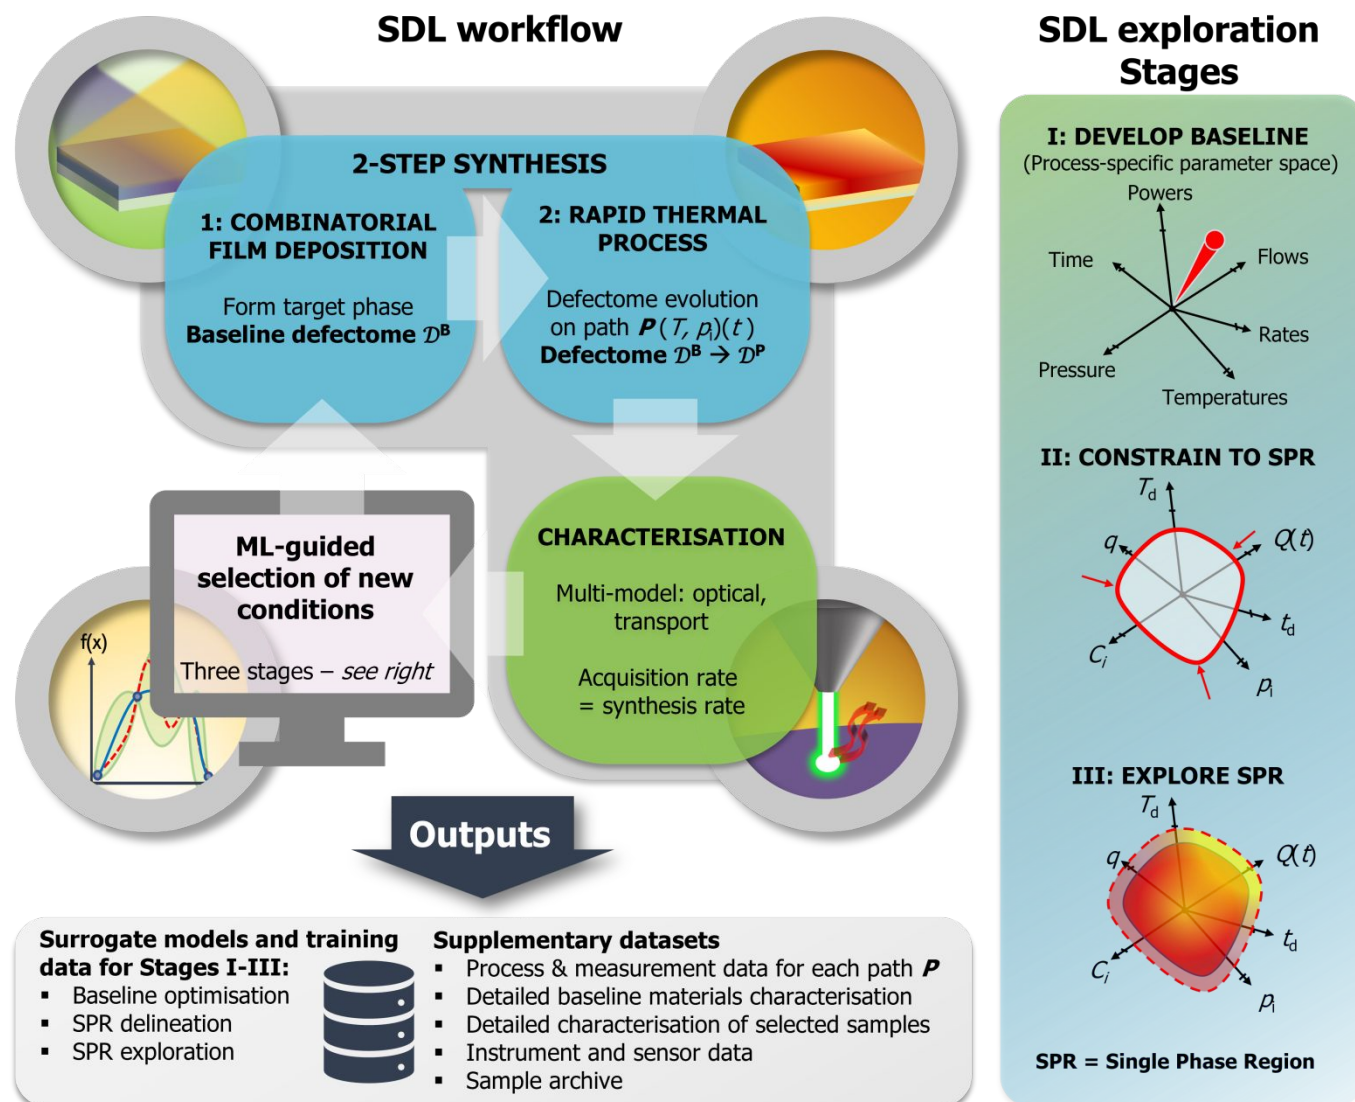 SDL workflow
2-STEP SYNTHESIS
1: COMBINATORIAL
FILM DEPOSITION
Form target phase
Baseline defectome 𝒟ᴮ
2: RAPID THERMAL
PROCESS
Defectome evolution
on path P (T, pᵢ)(t)
Defectome 𝒟ᴮ → 𝒟ᴾ
CHARACTERISATION
Multi-model: optical,
transport
Acquisition rate
= synthesis rate
ML-guided
selection of new
conditions
Three stages – see right
f(x)
Outputs
Surrogate models and training
data for Stages I-III:
▪ Baseline optimisation
▪ SPR delineation
▪ SPR exploration
Supplementary datasets
▪ Process & measurement data for each path P
▪ Detailed baseline materials characterisation
▪ Detailed characterisation of selected samples
▪ Instrument and sensor data
▪ Sample archive
SDL exploration
Stages
I: DEVELOP BASELINE
(Process-specific parameter space)
Powers
Time
Flows
Rates
Pressure
Temperatures
II: CONSTRAIN TO SPR
T_d
q
Q(t)
t_d
C_i
p_i
III: EXPLORE SPR
T_d
q
Q(t)
t_d
C_i
p_i
SPR = Single Phase Region